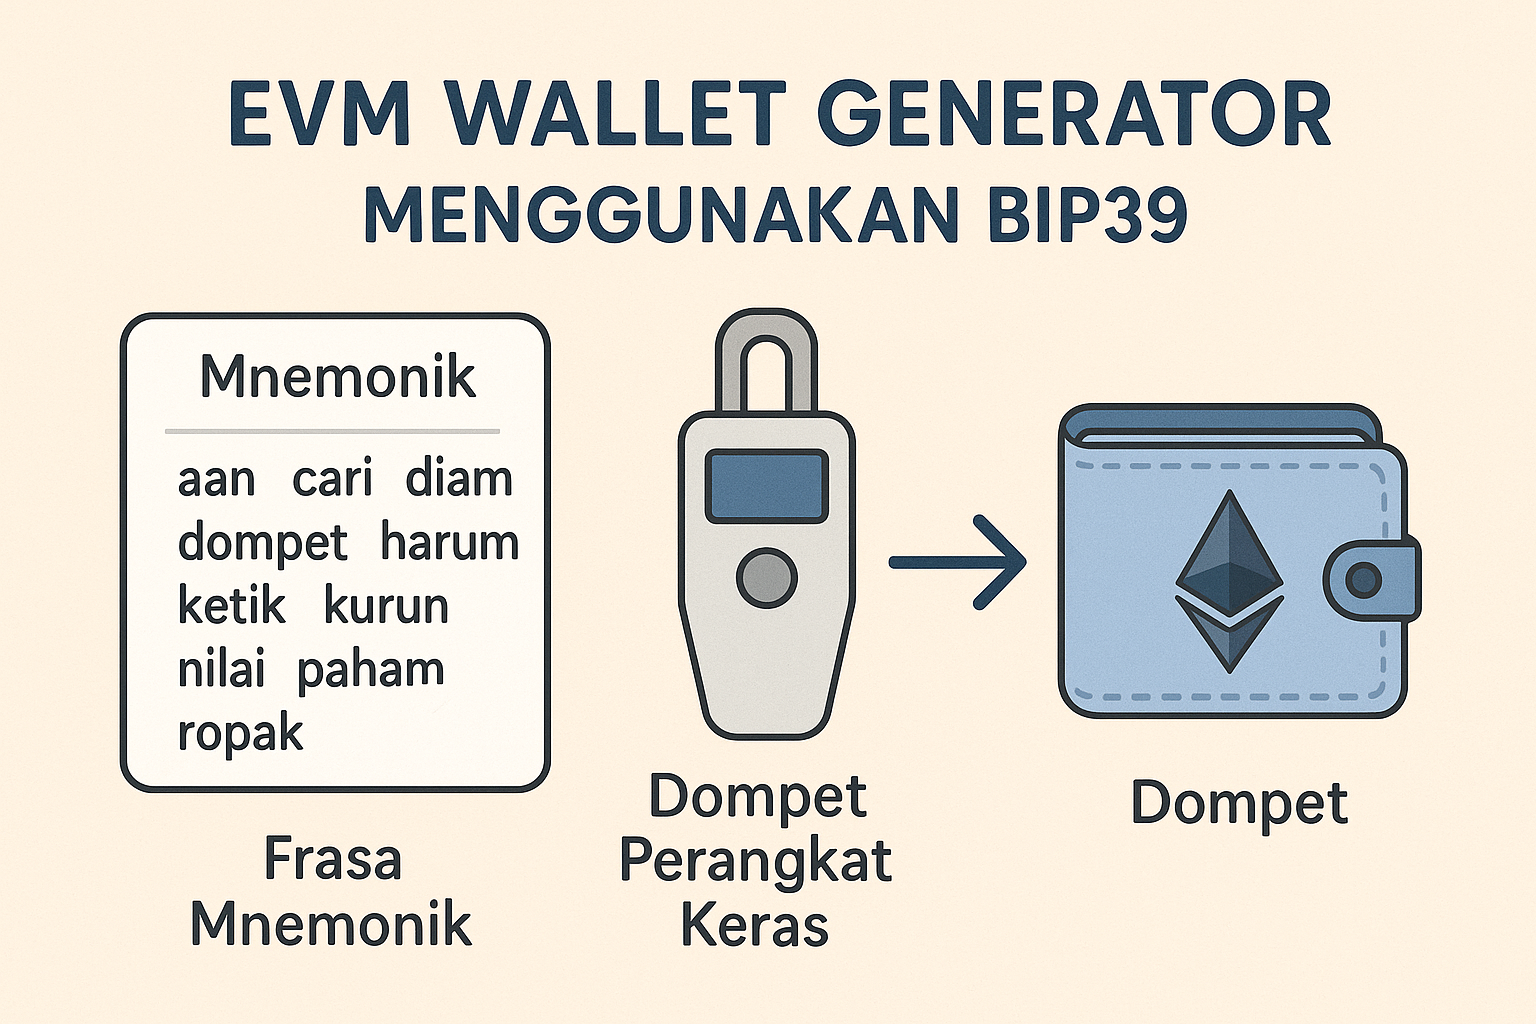 EVM WALLET GENERATOR
MENGGUNAKAN BIP39
Mnemonik
aan cari diam
dompet harum
ketik kurun
nilai paham
ropak
Frasa
Mnemonik
Dompet
Perangkat
Keras
Dompet